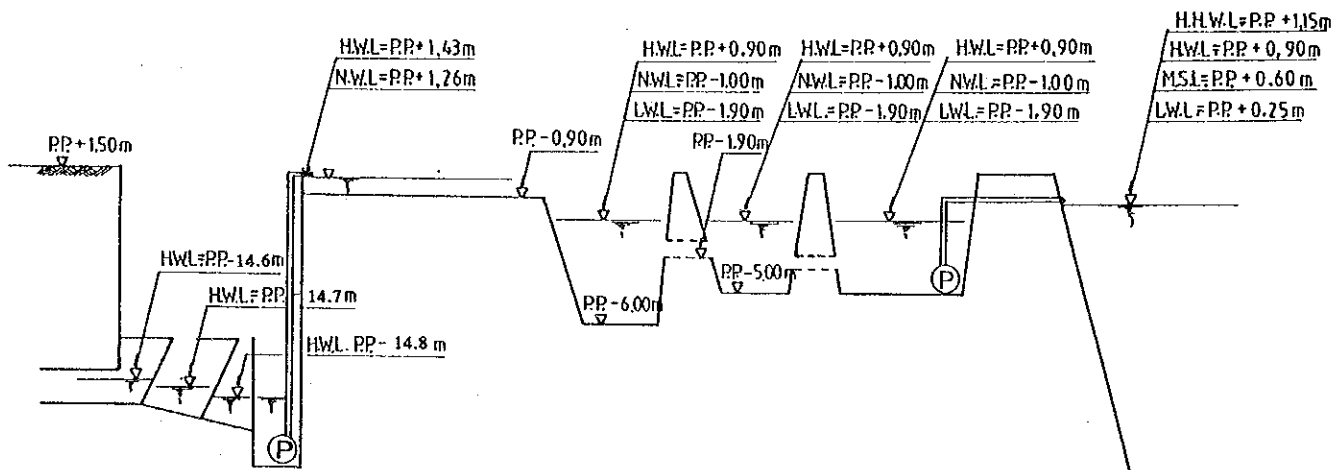 H.W.L=P.P.+1,43m
N.W.L=P.P.+1,26m
H.W.L=P.P.+0,90m
N.W.L=P.P.-1.00m
L.W.L.=P.P.-1.90m
H.W.L=P.P.+0,90m
N.W.L=P.P.-1.00m
L.W.L.=P.P.-1.90m
H.W.L=P.P.+0,90m
N.W.L=P.P.-1.00m
L.W.L.=P.P.-1.90m
H.H.W.L=P.P.+1,15m
H.W.L=P.P.+0,90m
M.S.L=P.P.+0.60m
L.W.L=P.P.+0.25m
P.P.+1,50m
P.P.-0,90m
P.P.-1.90m
H.W.L=P.P.-14.6m
H.W.L=P.P. 14.7m
H.W.L. P.P.-14.8m
P.P.-6,00m
P.P.-5,00m
P
P